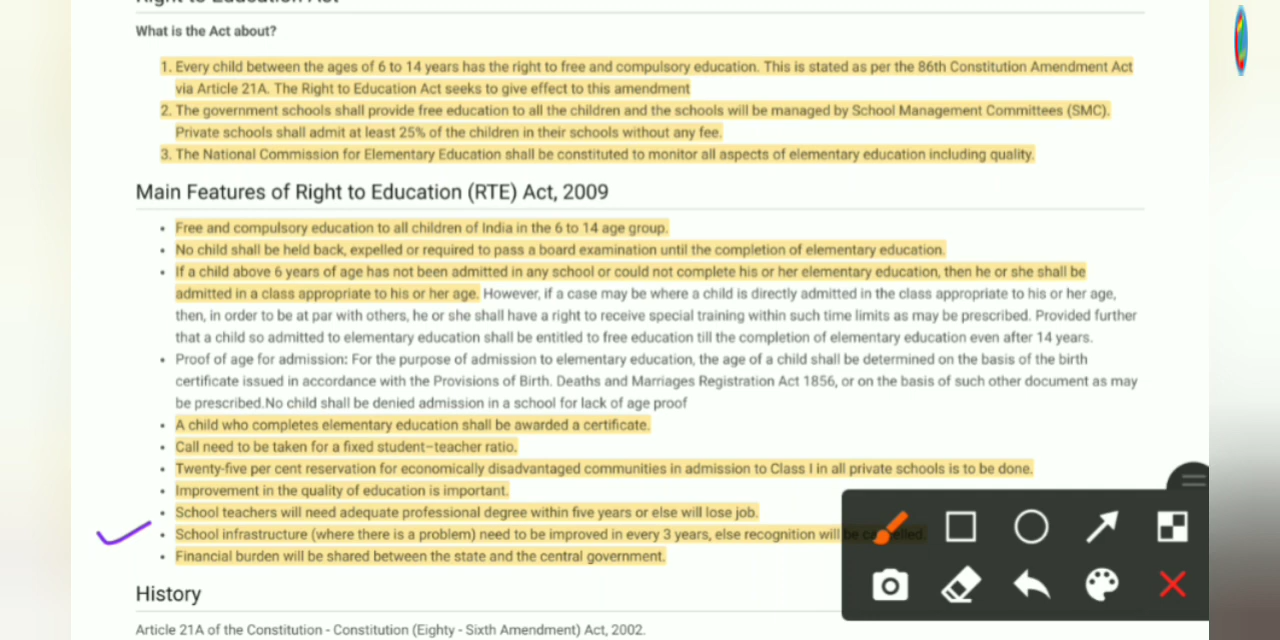 Right to Education Act
What is the Act about?
1. Every child between the ages of 6 to 14 years has the right to free and compulsory education. This is stated as per the 86th Constitution Amendment Act
via Article 21A. The Right to Education Act seeks to give effect to this amendment
2. The government schools shall provide free education to all the children and the schools will be managed by School Management Committees (SMC).
Private schools shall admit at least 25% of the children in their schools without any fee.
3. The National Commission for Elementary Education shall be constituted to monitor all aspects of elementary education including quality.
Main Features of Right to Education (RTE) Act, 2009
• Free and compulsory education to all children of India in the 6 to 14 age group.
• No child shall be held back, expelled or required to pass a board examination until the completion of elementary education.
• If a child above 6 years of age has not been admitted in any school or could not complete his or her elementary education, then he or she shall be
admitted in a class appropriate to his or her age. However, if a case may be where a child is directly admitted in the class appropriate to his or her age,
then, in order to be at par with others, he or she shall have a right to receive special training within such time limits as may be prescribed. Provided further
that a child so admitted to elementary education shall be entitled to free education till the completion of elementary education even after 14 years.
• Proof of age for admission: For the purpose of admission to elementary education, the age of a child shall be determined on the basis of the birth
certificate issued in accordance with the Provisions of Birth. Deaths and Marriages Registration Act 1856, or on the basis of such other document as may
be prescribed.No child shall be denied admission in a school for lack of age proof
• A child who completes elementary education shall be awarded a certificate.
• Call need to be taken for a fixed student–teacher ratio.
• Twenty-five per cent reservation for economically disadvantaged communities in admission to Class I in all private schools is to be done.
• Improvement in the quality of education is important.
• School teachers will need adequate professional degree within five years or else will lose job.
• School infrastructure (where there is a problem) need to be improved in every 3 years, else recognition will be
• Financial burden will be shared between the state and the central government.
History
Article 21A of the Constitution - Constitution (Eighty - Sixth Amendment) Act, 2002.